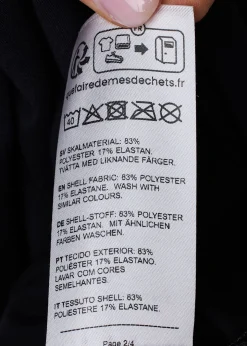 FR
quefairedemesdechets.fr
40
SV SKALMATERIAL: 83%
POLYESTER 17% ELASTAN.
TVÄTTA MED LIKNANDE FÄRGER.
EN SHELL FABRIC: 83% POLYESTER
17% ELASTANE. WASH WITH
SIMILAR COLOURS.
DE SHELL-STOFF: 83% POLYESTER
17% ELASTAN. MIT ÄHNLICHEN
FARBEN WASCHEN.
PT TECIDO EXTERIOR: 83%
POLIÉSTER 17% ELASTANO.
LAVAR COM CORES
SEMELHANTES.
IT TESSUTO SHELL: 83%
POLIESTERE 17% ELASTANE.
Page 2/4